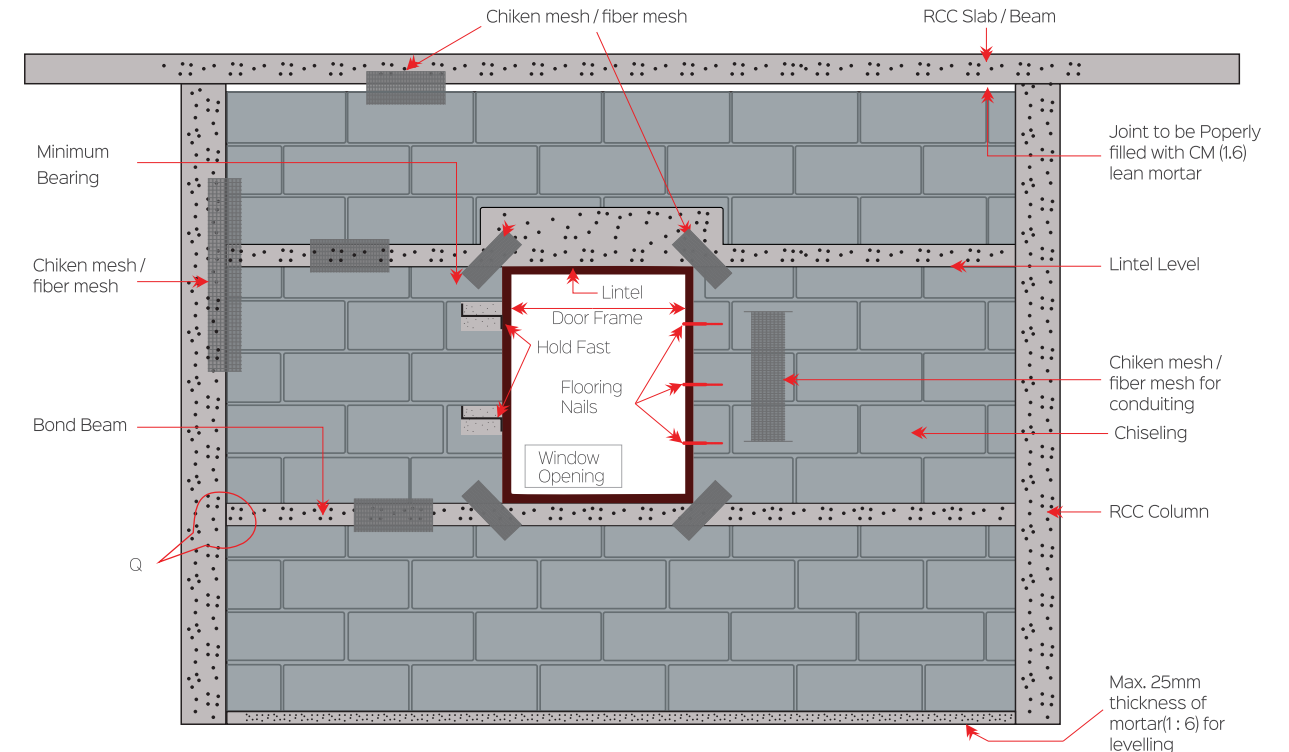 Chiken mesh / fiber mesh
RCC Slab / Beam
Joint to be Poperly
filled with CM (1.6)
lean mortar
Minimum
Bearing
Chiken mesh /
fiber mesh
Lintel Level
Lintel
Door Frame
Hold Fast
Flooring
Nails
Chiken mesh /
fiber mesh for
conduiting
Bond Beam
Chiseling
Window
Opening
RCC Column
Q
Max. 25mm
thickness of
mortar(1 : 6) for
levelling